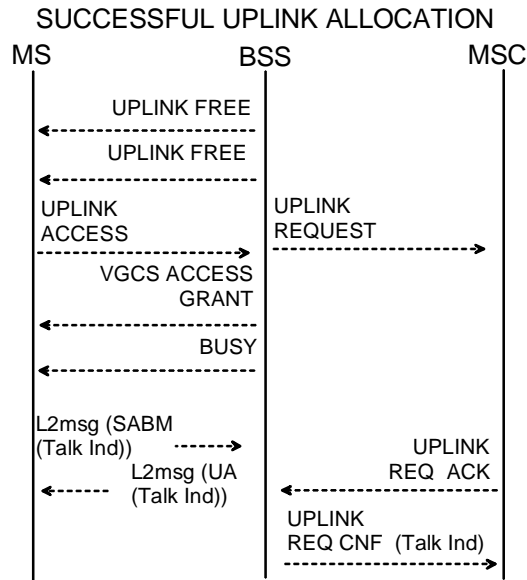 SUCCESSFUL UPLINK ALLOCATION
MS BSS MSC
UPLINK FREE
UPLINK FREE
UPLINK
ACCESS
UPLINK
REQUEST
VGCS ACCESS
GRANT
BUSY
L2msg (SABM
(Talk Ind))
UPLINK
REQ ACK
L2msg (UA
(Talk Ind))
UPLINK
REQ CNF (Talk Ind)